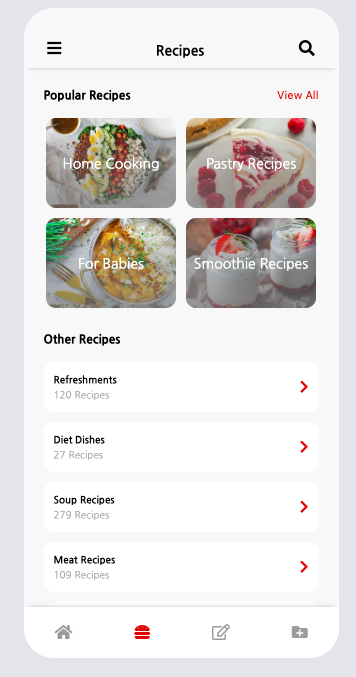 Recipes
Popular Recipes
View All
Home Cooking
Pastry Recipes
For Babies
Smoothie Recipes
Other Recipes
Refreshments
120 Recipes
Diet Dishes
27 Recipes
Soup Recipes
279 Recipes
Meat Recipes
109 Recipes